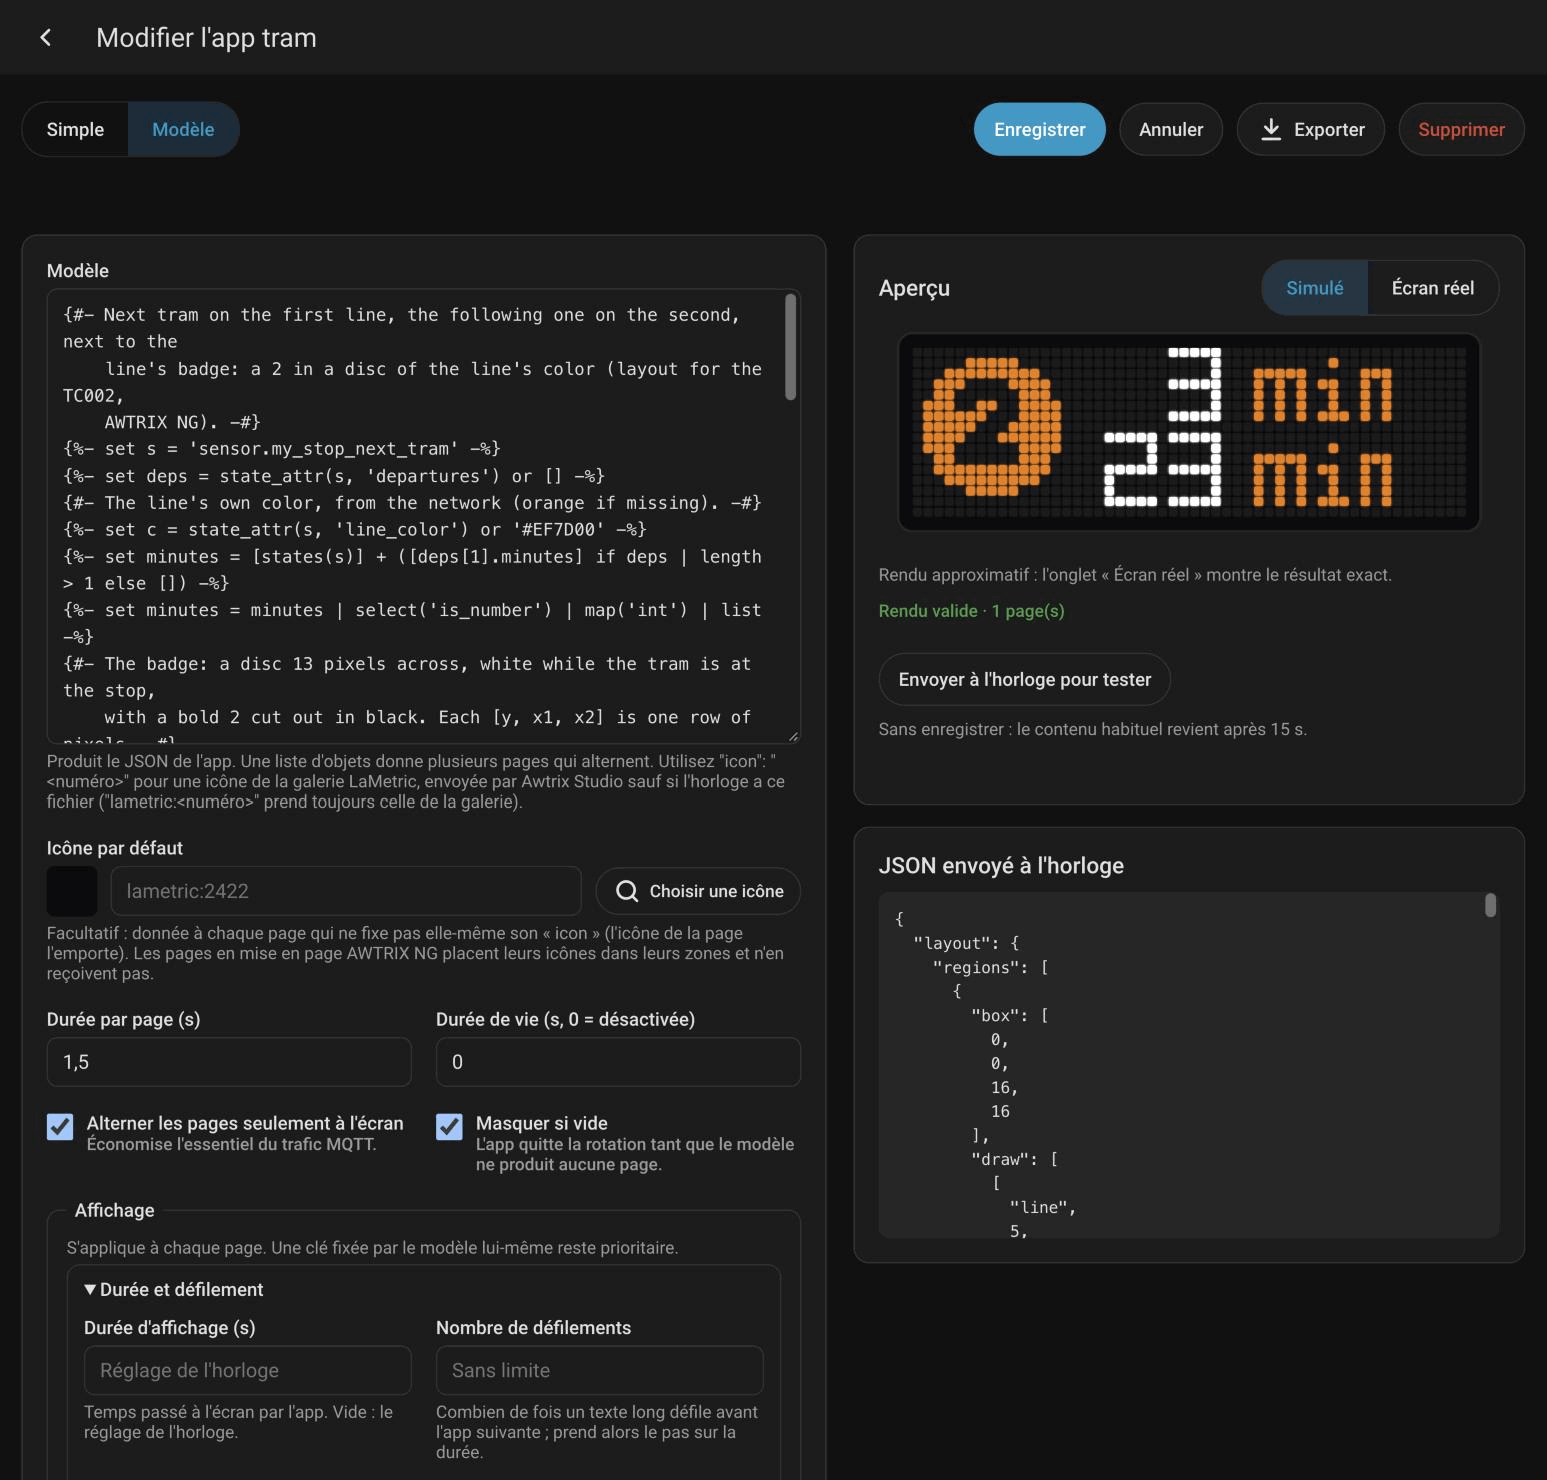 Modifier l'app tram
Simple
Modèle
Enregistrer
Annuler
Exporter
Supprimer
Modèle
{#– Next tram on the first line, the following one on the second,
next to the
line's badge: a 2 in a disc of the line's color (layout for the
TC002,
AWTRIX NG). –#}
{%– set s = 'sensor.my_stop_next_tram' –%}
{%– set deps = state_attr(s, 'departures') or [] –%}
{#– The line's own color, from the network (orange if missing). –#}
{%– set c = state_attr(s, 'line_color') or '#EF7D00' –%}
{%– set minutes = [states(s)] + ([deps[1].minutes] if deps | length
> 1 else []) –%}
{%– set minutes = minutes | select('is_number') | map('int') | list
–%}
{#– The badge: a disc 13 pixels across, white while the tram is at
the stop,
with a bold 2 cut out in black. Each [y, x1, x2] is one row of
pixels. –#}
Produit le JSON de l'app. Une liste d'objets donne plusieurs pages qui alternent. Utilisez "icon": "
<numéro>" pour une icône de la galerie LaMetric, envoyée par Awtrix Studio sauf si l'horloge a ce
fichier ("lametric:<numéro>" prend toujours celle de la galerie).
Icône par défaut
lametric:2422
Choisir une icône
Facultatif : donnée à chaque page qui ne fixe pas elle-même son « icon » (l'icône de la page
l'emporte). Les pages en mise en page AWTRIX NG placent leurs icônes dans leurs zones et n'en
reçoivent pas.
Durée par page (s)
Durée de vie (s, 0 = désactivée)
1,5
0
Alterner les pages seulement à l'écran
Économise l'essentiel du trafic MQTT.
Masquer si vide
L'app quitte la rotation tant que le modèle
ne produit aucune page.
Affichage
S'applique à chaque page. Une clé fixée par le modèle lui-même reste prioritaire.
▼ Durée et défilement
Durée d'affichage (s)
Nombre de défilements
Réglage de l'horloge
Sans limite
Temps passé à l'écran par l'app. Vide : le
réglage de l'horloge.
Combien de fois un texte long défile avant
l'app suivante ; prend alors le pas sur la
durée.
Aperçu
Simulé
Écran réel
2
3 min
23 min
Rendu approximatif : l'onglet « Écran réel » montre le résultat exact.
Rendu valide · 1 page(s)
Envoyer à l'horloge pour tester
Sans enregistrer : le contenu habituel revient après 15 s.
JSON envoyé à l'horloge
{
"layout": {
"regions": [
{
"box": [
0,
0,
16,
16
],
"draw": [
[
"line",
5,